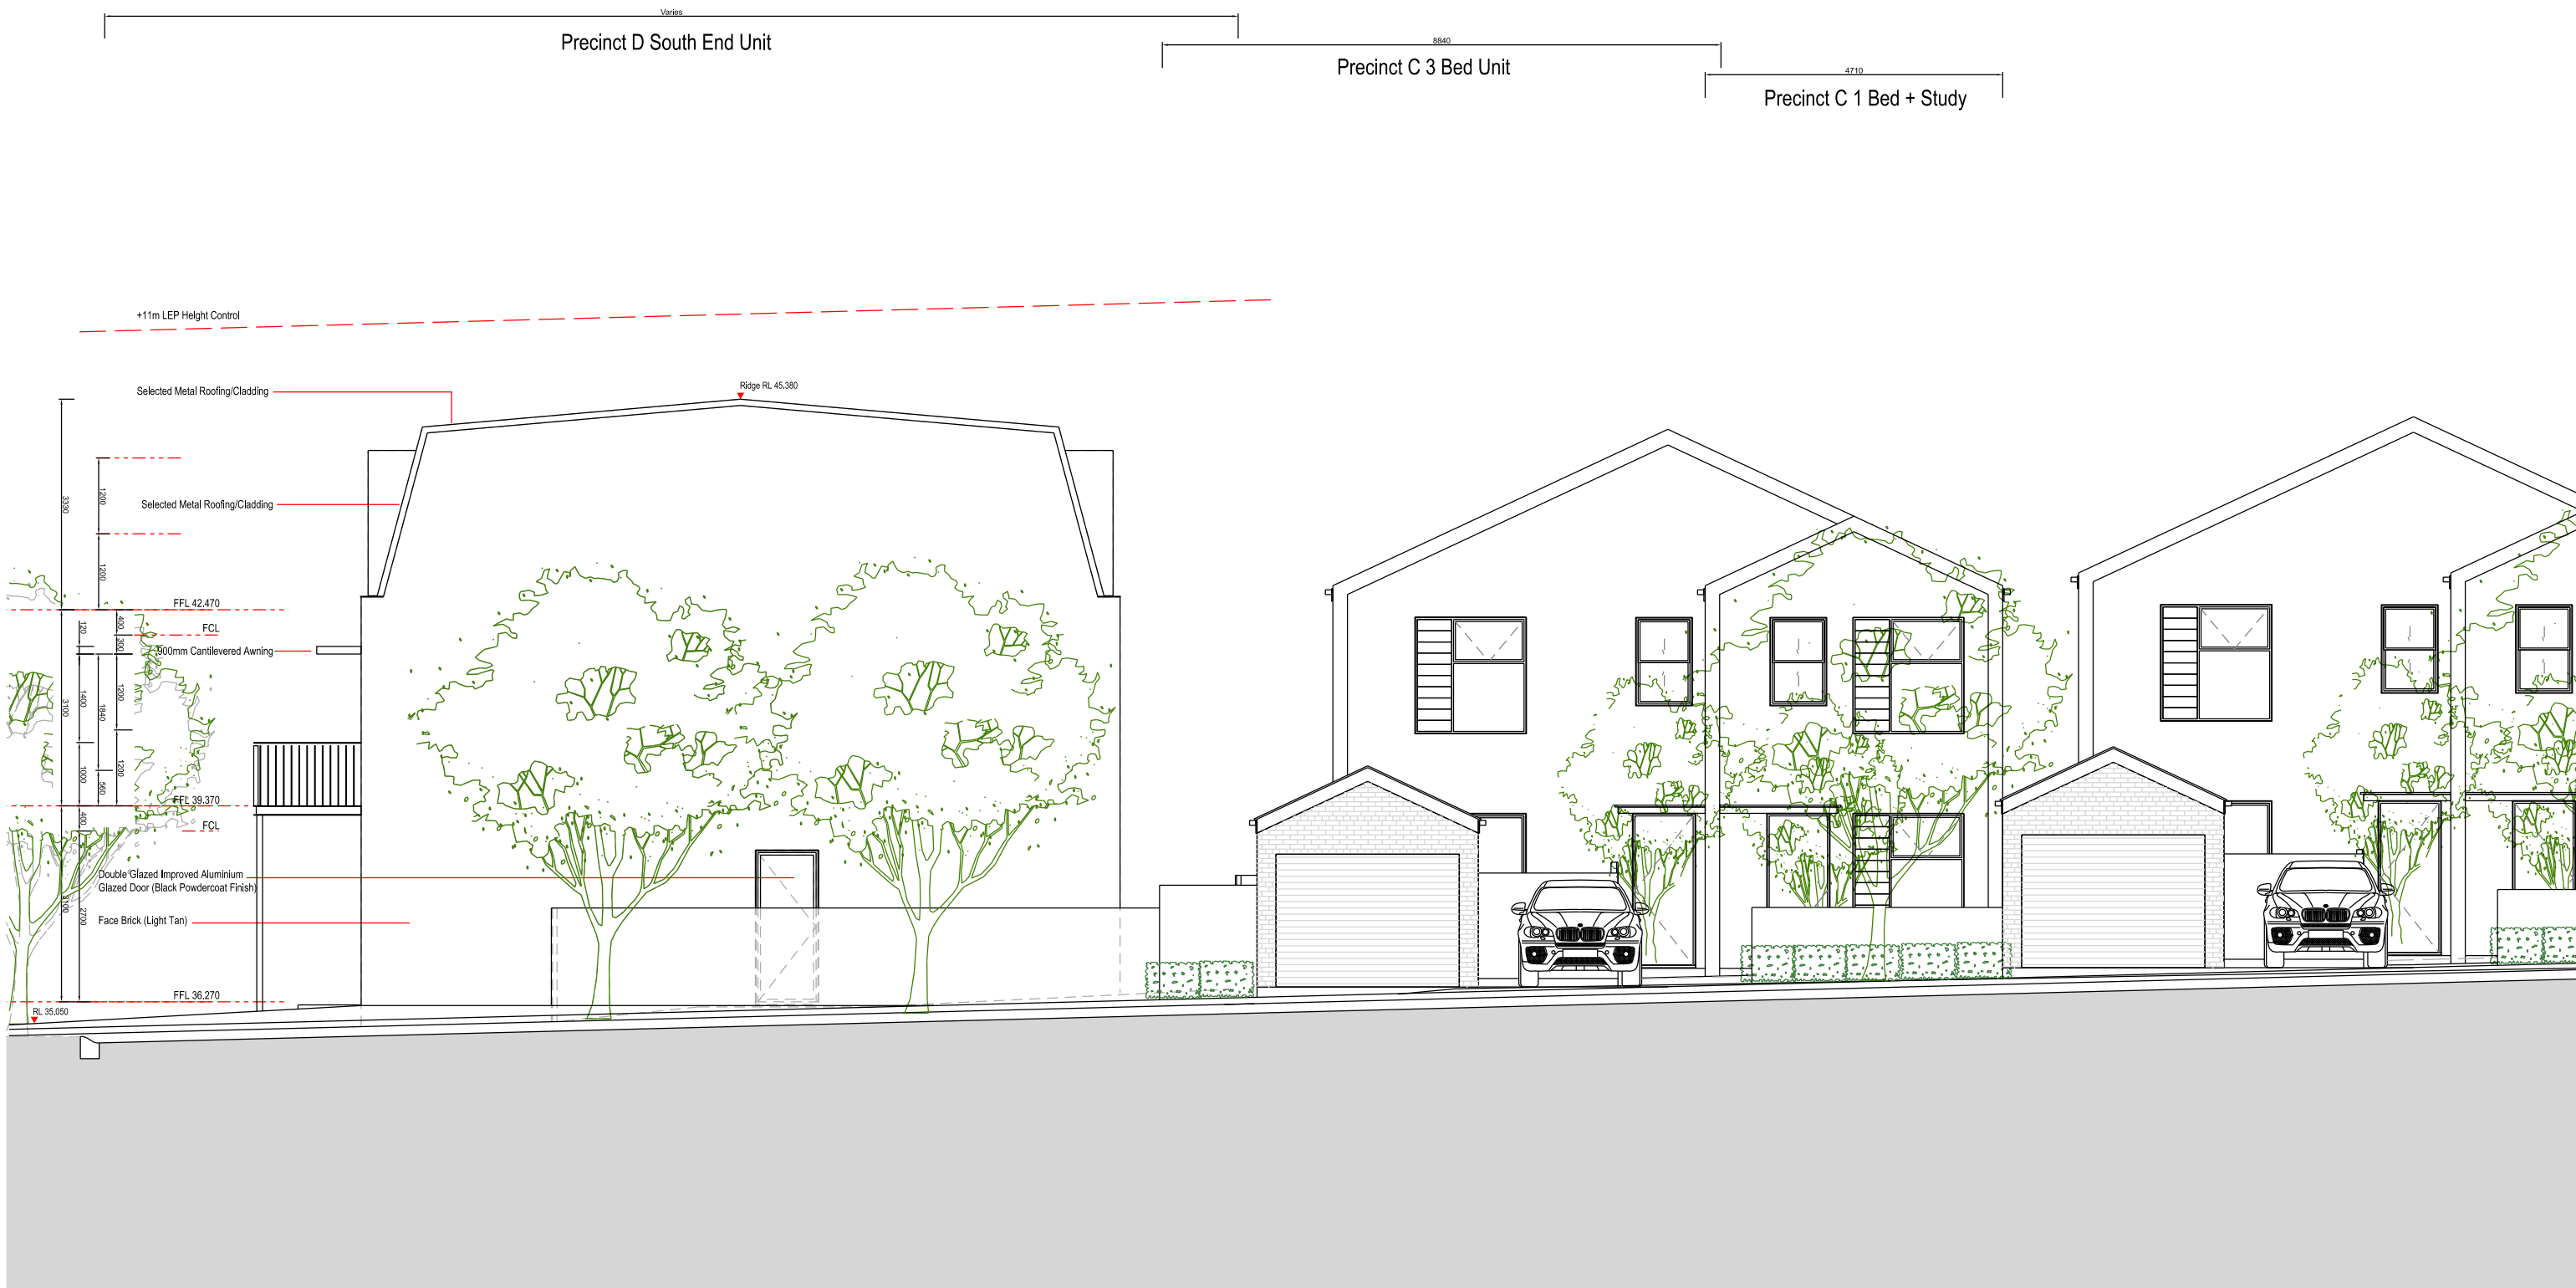 Varies
Precinct D South End Unit
8840
Precinct C 3 Bed Unit
4710
Precinct C 1 Bed + Study
+11m LEP Height Control
Ridge RL 45.380
Selected Metal Roofing/Cladding
3330
1200
Selected Metal Roofing/Cladding
1200
FFL 42.470
120
400
FCL
300
900mm Cantilevered Awning
3100
1400
1840
1200
1000
560
1200
FFL 39.370
400
FCL
Double Glazed Improved Aluminium
Glazed Door (Black Powdercoat Finish)
3100
2700
Face Brick (Light Tan)
FFL 36.270
RL 35.050